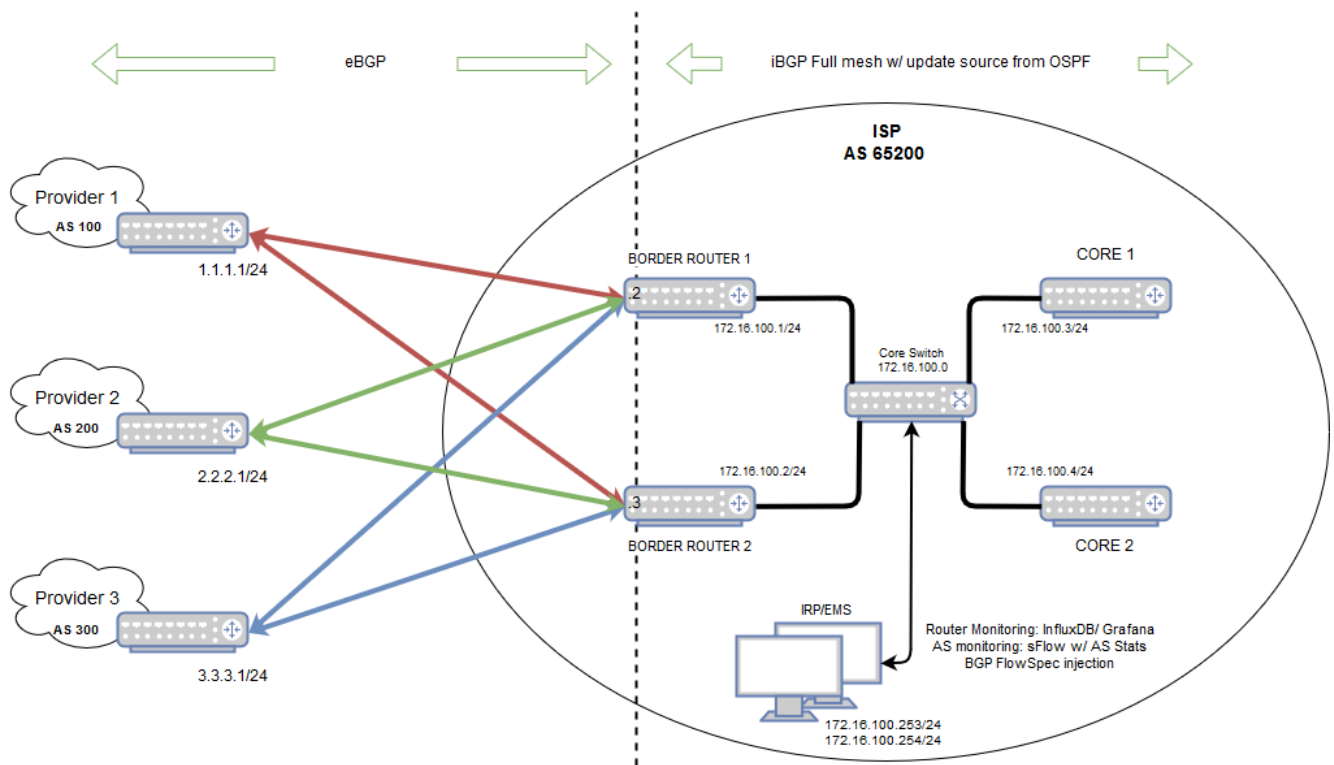 eBGP
iBGP Full mesh w/ update source from OSPF
ISP
AS 65200
Provider 1
AS 100
1.1.1.1/24
BORDER ROUTER 1
.2
172.16.100.1/24
CORE 1
172.16.100.3/24
Core Switch
172.16.100.0
Provider 2
AS 200
2.2.2.1/24
172.16.100.2/24
.3
BORDER ROUTER 2
172.16.100.4/24
CORE 2
Provider 3
AS 300
3.3.3.1/24
IRP/EMS
Router Monitoring: InfluxDB/ Grafana
AS monitoring: sFlow w/ AS Stats
BGP FlowSpec injection
172.16.100.253/24
172.16.100.254/24